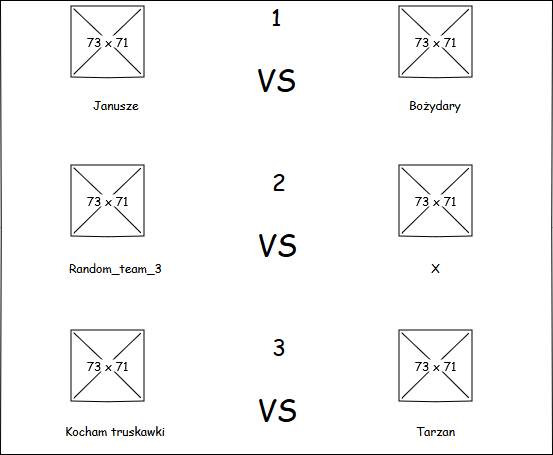 1
73 x 71
73 x 71
VS
Janusze
Bożydary
2
73 x 71
73 x 71
VS
Random_team_3
X
3
73 x 71
73 x 71
VS
Kocham truskawki
Tarzan